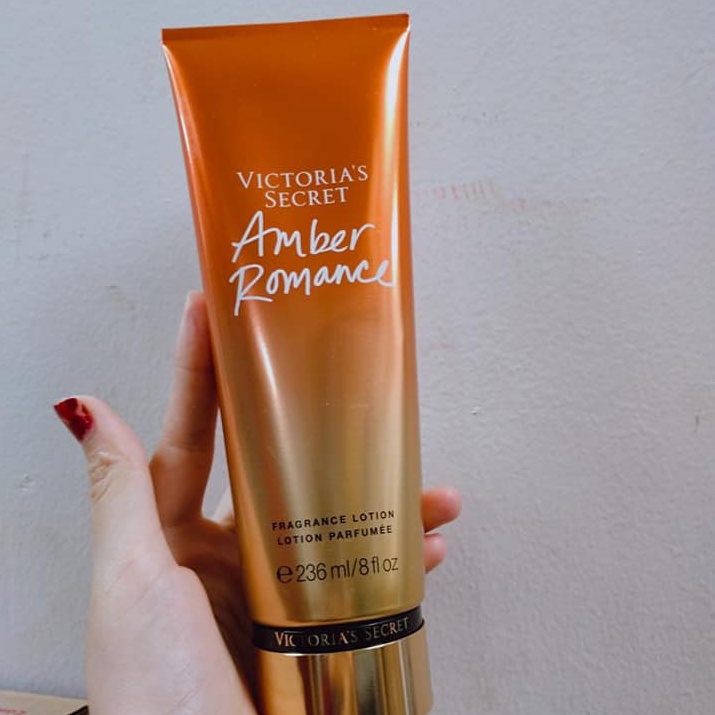 VICTORIA'S
SECRET
Amber
Romance
FRAGRANCE LOTION
LOTION PARFUMÉE
℮ 236 ml/8 fl oz
VICTORIA'S SECRET